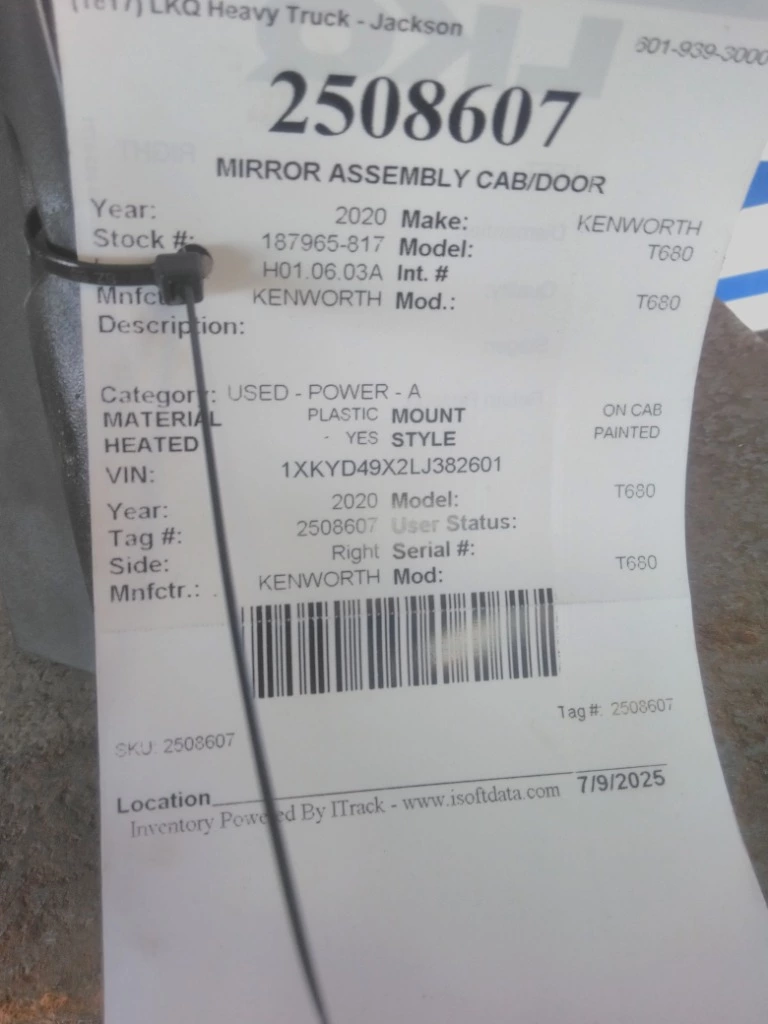 (1817) LKQ Heavy Truck - Jackson
601-939-3000
2508607
MIRROR ASSEMBLY CAB/DOOR
Year: 2020 Make: KENWORTH
Stock #: 187965-817 Model: T680
H01.06.03A Int. #
KENWORTH Mod.: T680
Description:
Category: USED - POWER - A
MATERIAL PLASTIC MOUNT ON CAB
HEATED - YES STYLE PAINTED
VIN: 1XKYD49X2LJ382601
Year: 2020 Model: T680
Tag #: 2508607 User Status:
Side: Right Serial #:
Mnfctr.: KENWORTH Mod: T680
Tag #: 2508607
SKU: 2508607
Location 7/9/2025
Inventory Powered By ITrack - www.isoftdata.com